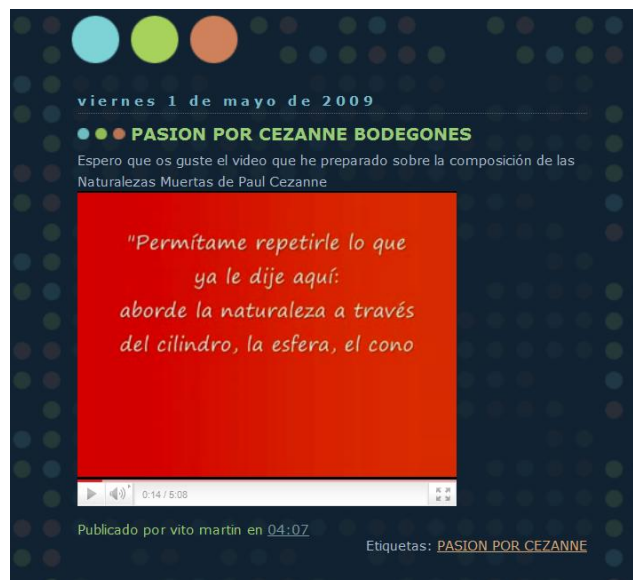 viernes 1 de mayo de 2009
PASION POR CEZANNE BODEGONES
Espero que os guste el video que he preparado sobre la composición de las
Naturalezas Muertas de Paul Cezanne
"Permítame repetirle lo que
ya le dije aquí:
aborde la naturaleza a través
del cilindro, la esfera, el cono
0:14 / 5:08
Publicado por vito martin en 04:07
Etiquetas: PASION POR CEZANNE